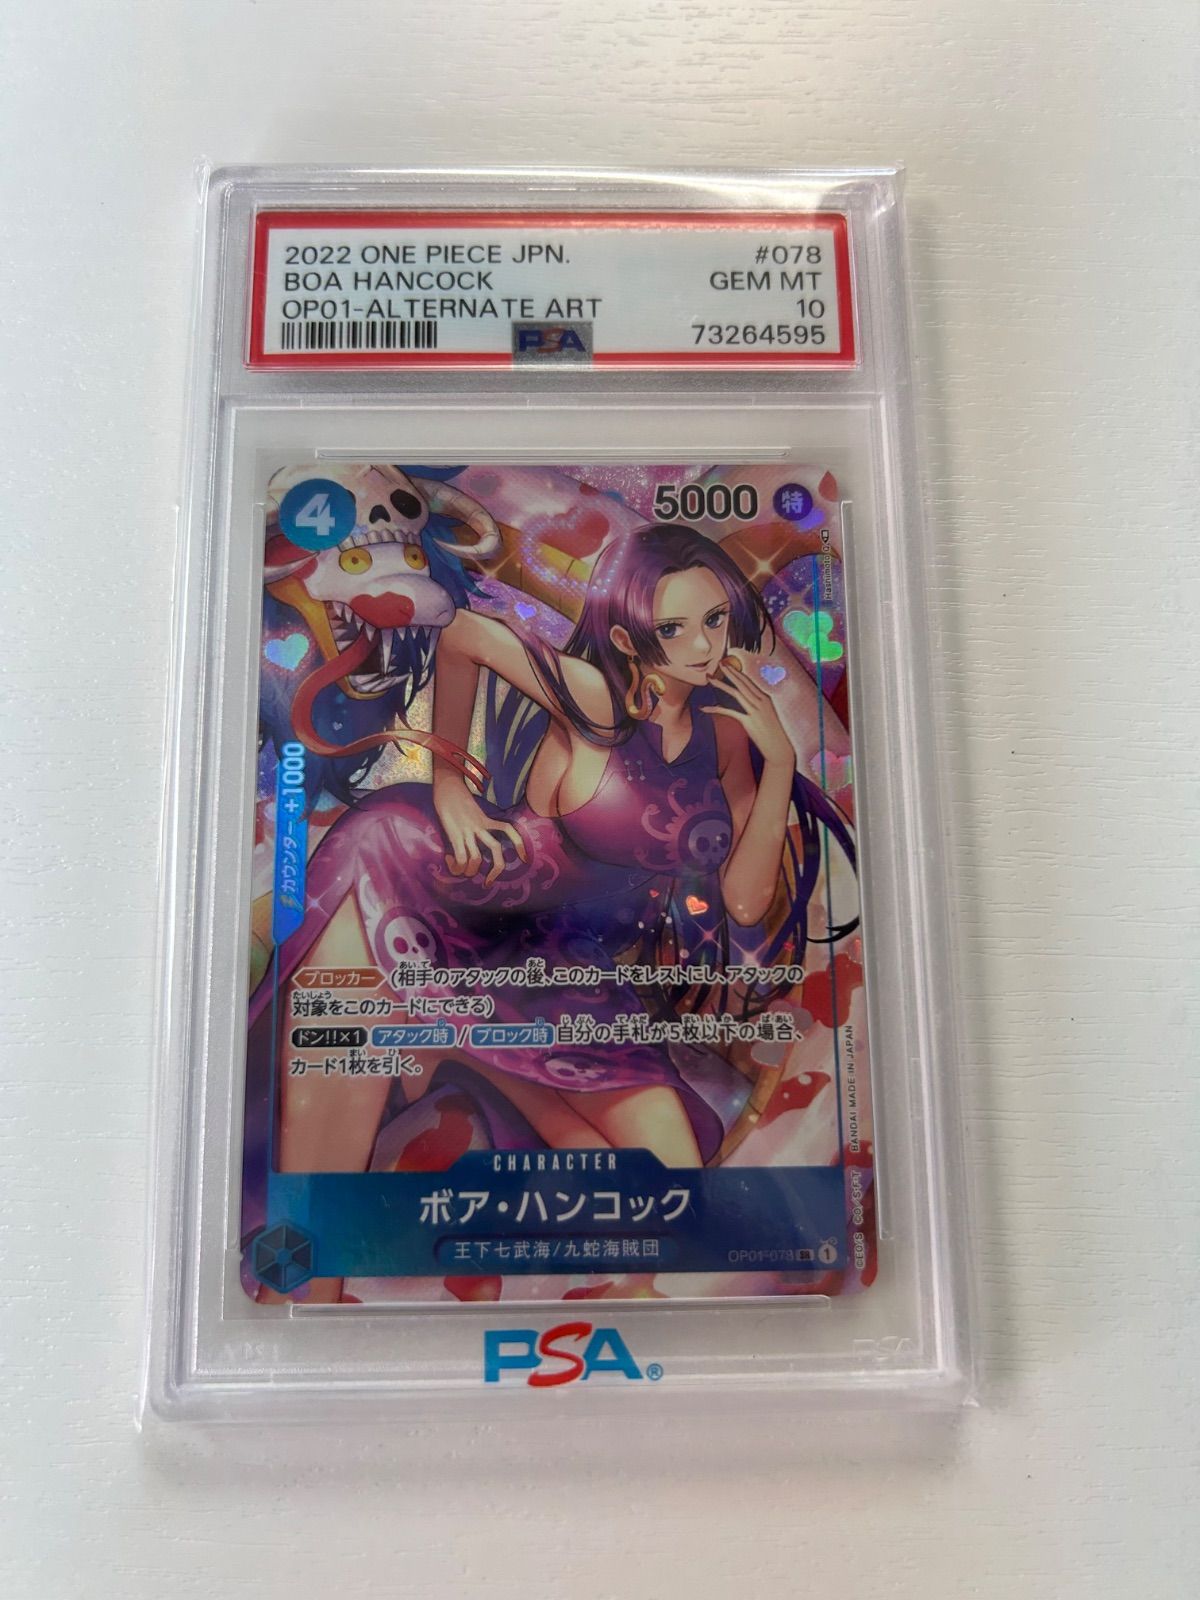 2022 ONE PIECE JPN. #078
BOA HANCOCK GEM MT
OP01-ALTERNATE ART 10
PSA 73264595
4 5000 特
Hashimoto Q
カウンター +1000
ブロッカー (相手のアタックの後、このカードをレストにし、アタックの
対象をこのカードにできる)
ドン!!×1 アタック時 / ブロック時 自分の手札が5枚以下の場合、
カード1枚を引く。
©EO/S ©O/S・F・T BANDAI MADE IN JAPAN
CHARACTER
ボア・ハンコック
王下七武海/九蛇海賊団
OP01-078 SR 1
PSA®